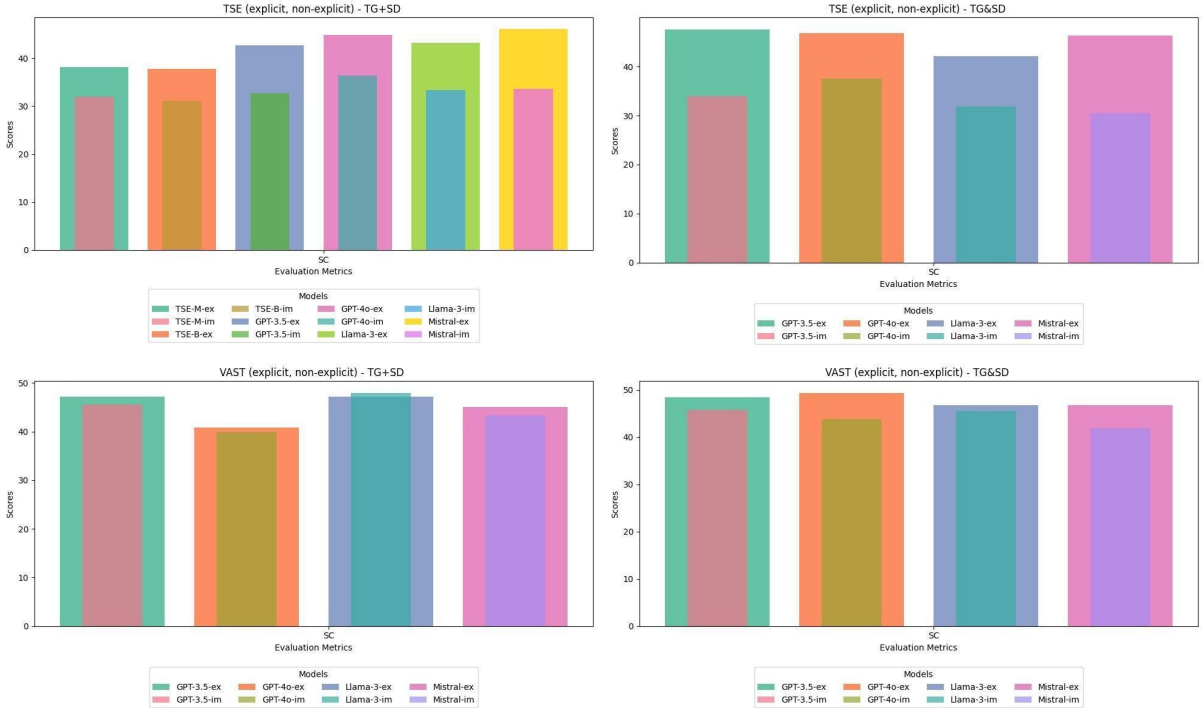 TSE (explicit, non-explicit) - TG+SD
40
30
20
10
0
Scores
SC
Evaluation Metrics
Models
TSE-M-ex TSE-B-im GPT-4o-ex Llama-3-im
TSE-M-im GPT-3.5-ex GPT-4o-im Mistral-ex
TSE-B-ex GPT-3.5-im Llama-3-ex Mistral-im
TSE (explicit, non-explicit) - TG&SD
40
30
20
10
0
Scores
SC
Evaluation Metrics
Models
GPT-3.5-ex GPT-4o-ex Llama-3-ex Mistral-ex
GPT-3.5-im GPT-4o-im Llama-3-im Mistral-im
VAST (explicit, non-explicit) - TG+SD
50
40
30
20
10
0
Scores
SC
Evaluation Metrics
Models
GPT-3.5-ex GPT-4o-ex Llama-3-ex Mistral-ex
GPT-3.5-im GPT-4o-im Llama-3-im Mistral-im
VAST (explicit, non-explicit) - TG&SD
50
40
30
20
10
0
Scores
SC
Evaluation Metrics
Models
GPT-3.5-ex GPT-4o-ex Llama-3-ex Mistral-ex
GPT-3.5-im GPT-4o-im Llama-3-im Mistral-im